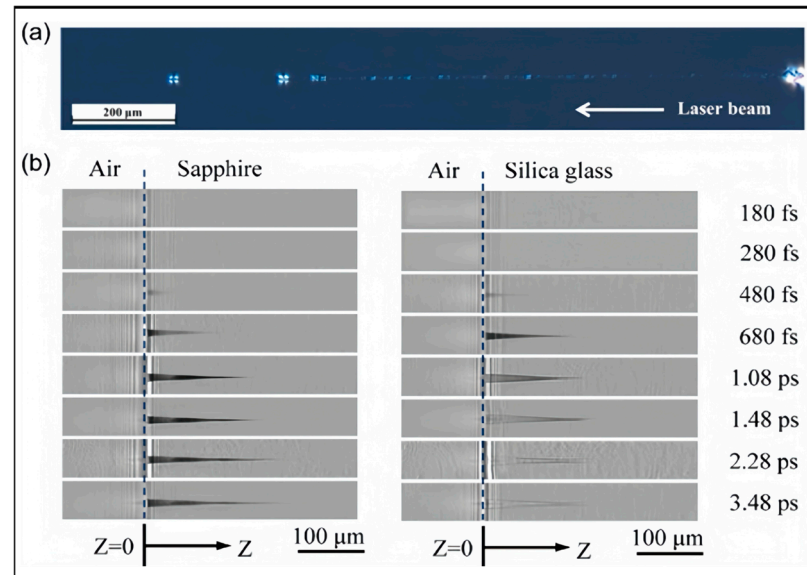 (a)
200 μm
Laser beam
(b)
Air Sapphire Air Silica glass
180 fs
280 fs
480 fs
680 fs
1.08 ps
1.48 ps
2.28 ps
3.48 ps
Z=0 Z 100 μm Z=0 Z 100 μm